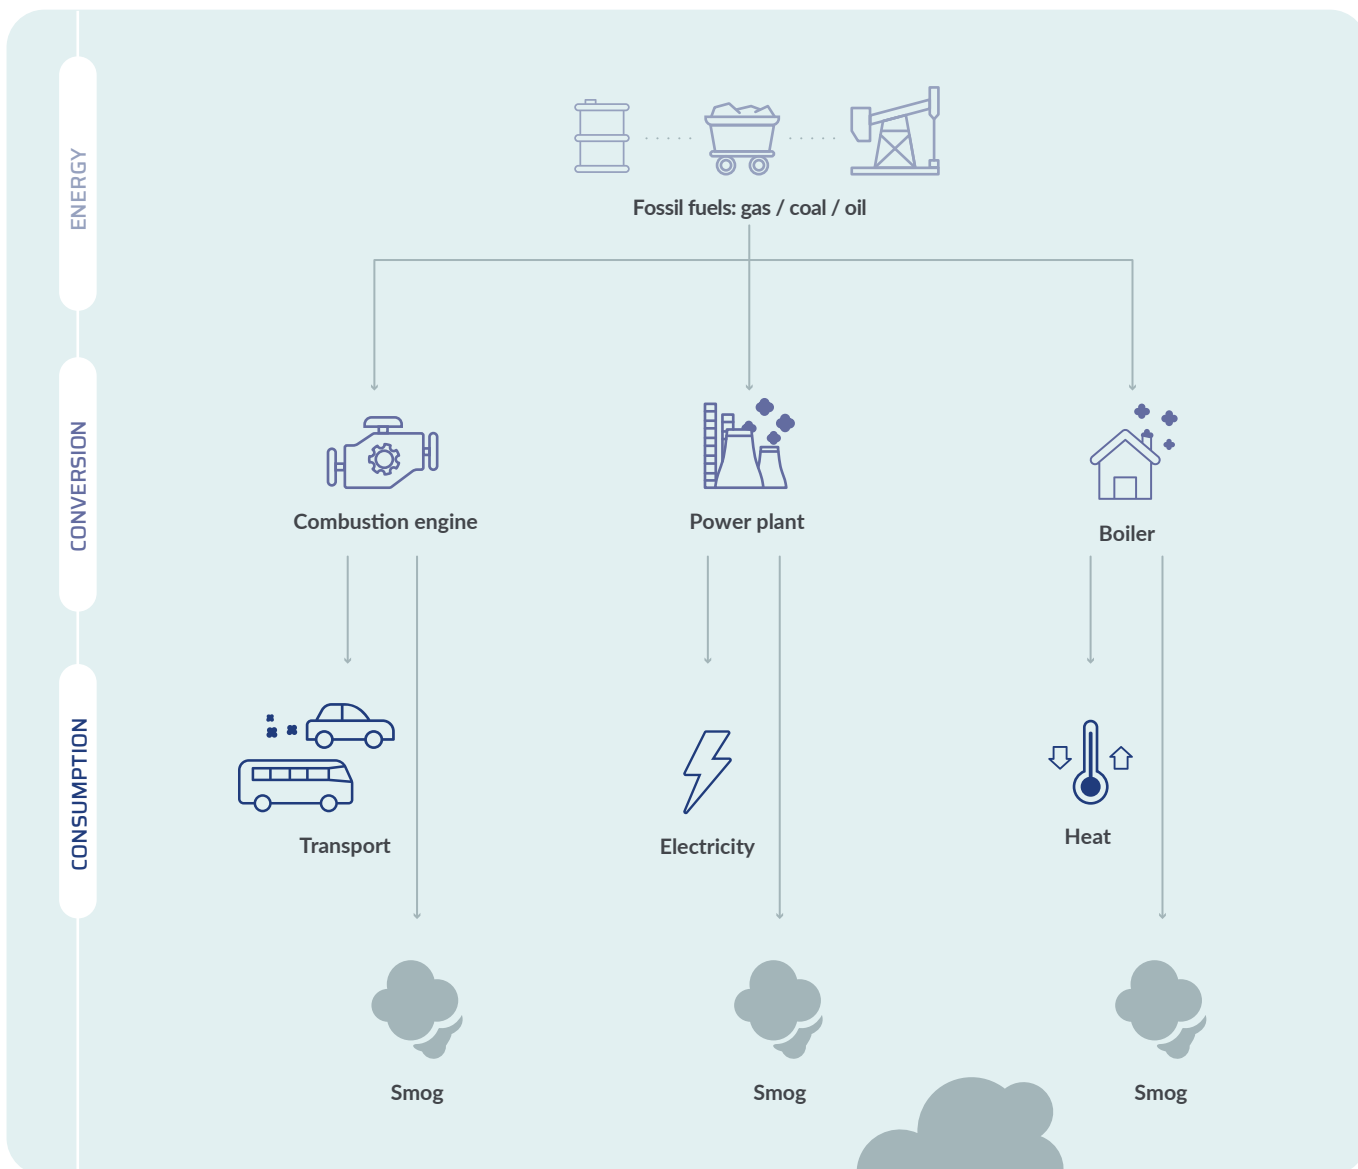 ENERGY
Fossil fuels: gas / coal / oil
CONVERSION
Combustion engine
Power plant
Boiler
CONSUMPTION
Transport
Electricity
Heat
Smog
Smog
Smog